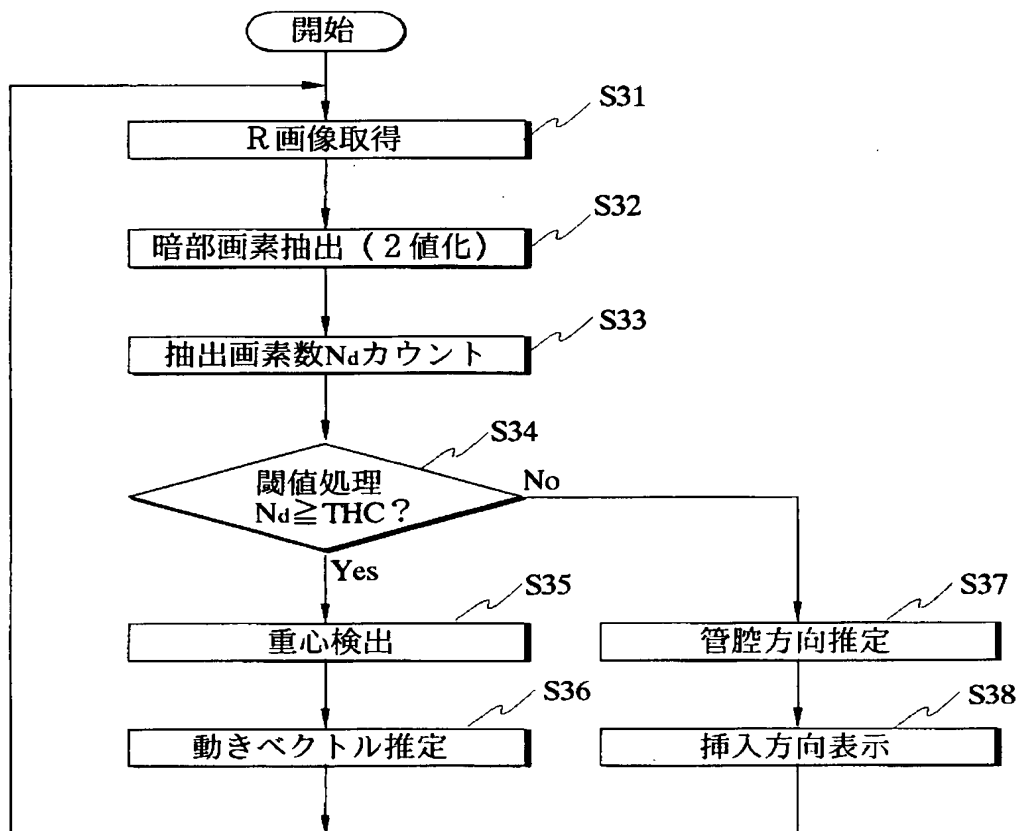 開始
S31
R画像取得
S32
暗部画素抽出（２値化）
S33
抽出画素数Ndカウント
S34
閾値処理
Nd≧THC？
No
Yes
S35
重心検出
S37
管腔方向推定
S36
動きベクトル推定
S38
挿入方向表示